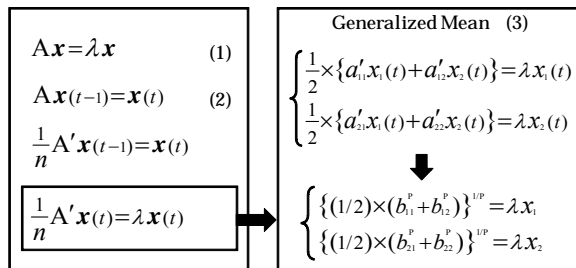 A𝒙=λ𝒙 (1)
A𝒙(t−1)=𝒙(t) (2)
1/n A′𝒙(t−1)=𝒙(t)
1/n A′𝒙(t)=λ𝒙(t)
Generalized Mean (3)
1/2×{a′₁₁x₁(t)+a′₁₂x₂(t)}=λx₁(t)
1/2×{a′₂₁x₁(t)+a′₂₂x₂(t)}=λx₂(t)
{(1/2)×(b₁₁ᴾ+b₁₂ᴾ)}^1/P=λx₁
{(1/2)×(b₂₁ᴾ+b₂₂ᴾ)}^1/P=λx₂